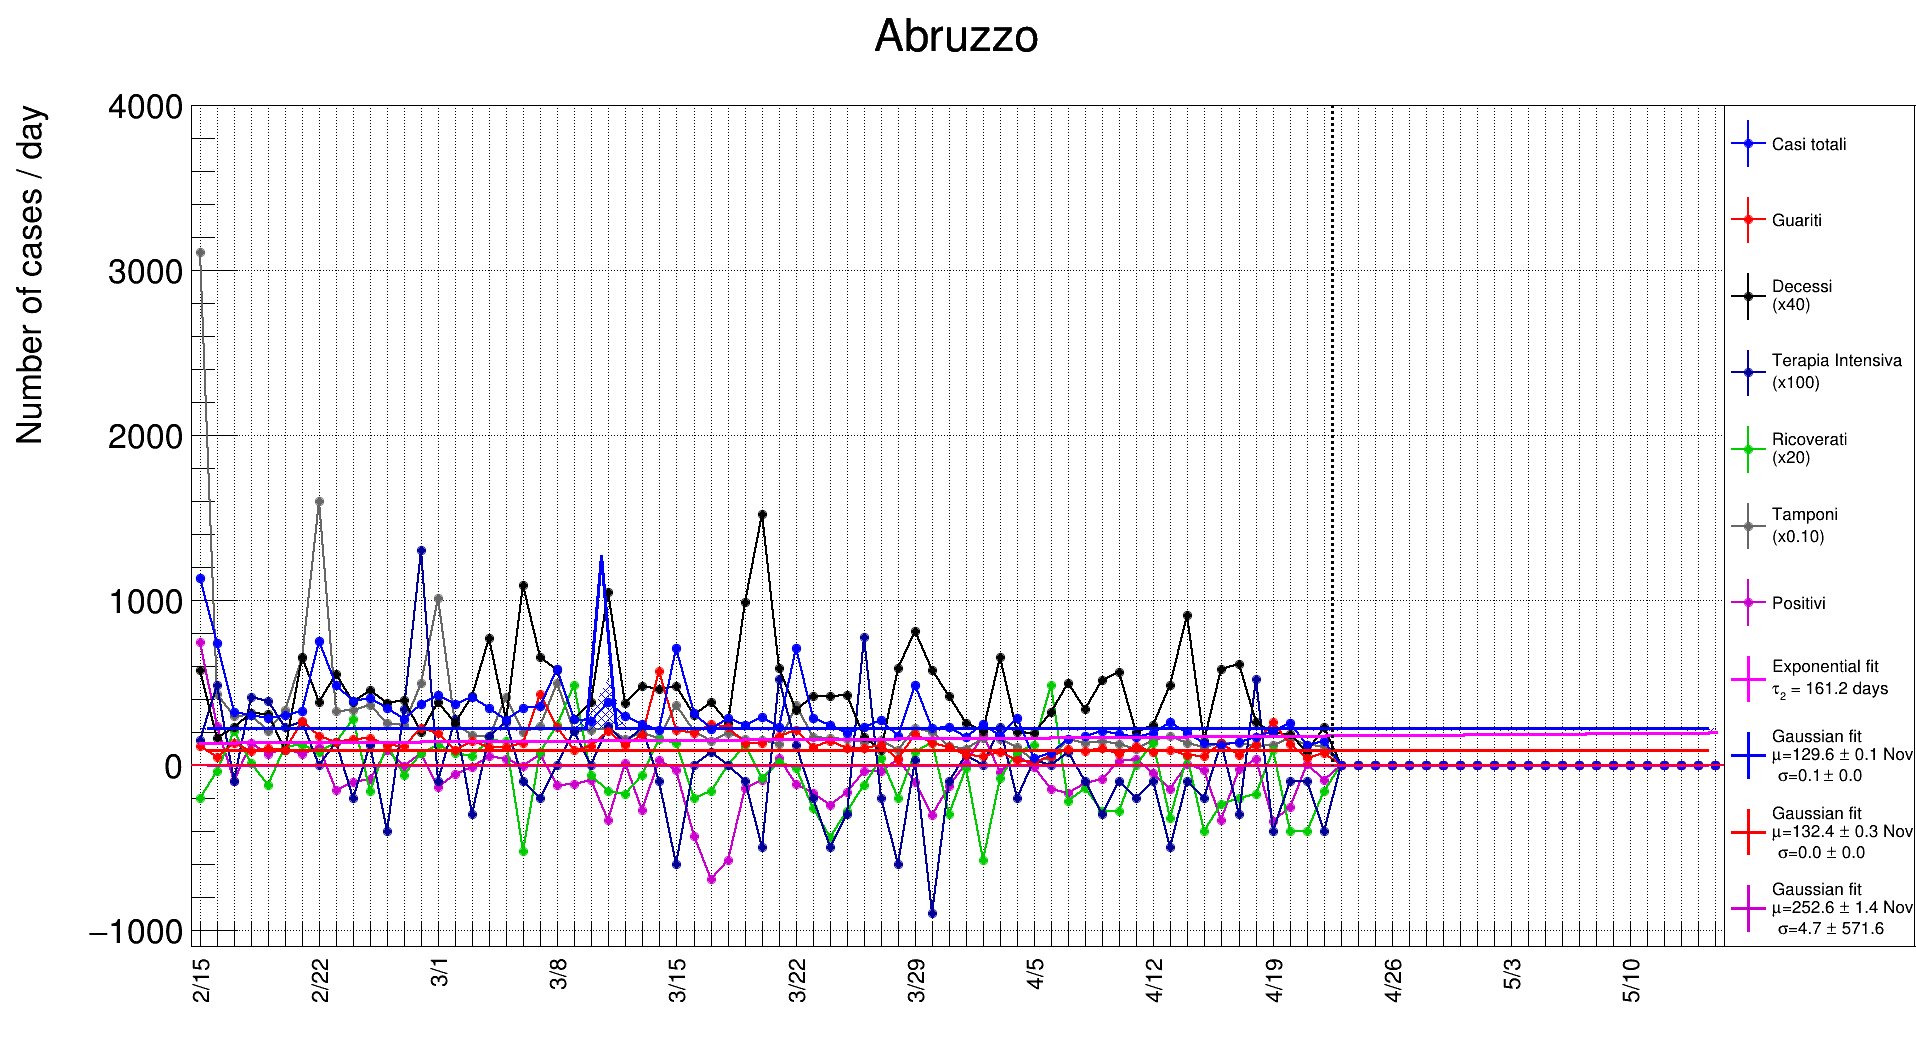 Abruzzo
Number of cases / day
4000
3000
2000
1000
0
−1000
2/15
2/22
3/1
3/8
3/15
3/22
3/29
4/5
4/12
4/19
4/26
5/3
5/10
Casi totali
Guariti
Decessi
(x40)
Terapia Intensiva
(x100)
Ricoverati
(x20)
Tamponi
(x0.10)
Positivi
Exponential fit
τ2 = 161.2 days
Gaussian fit
μ=129.6 ± 0.1 Nov
σ=0.1 ± 0.0
Gaussian fit
μ=132.4 ± 0.3 Nov
σ=0.0 ± 0.0
Gaussian fit
μ=252.6 ± 1.4 Nov
σ=4.7 ± 571.6